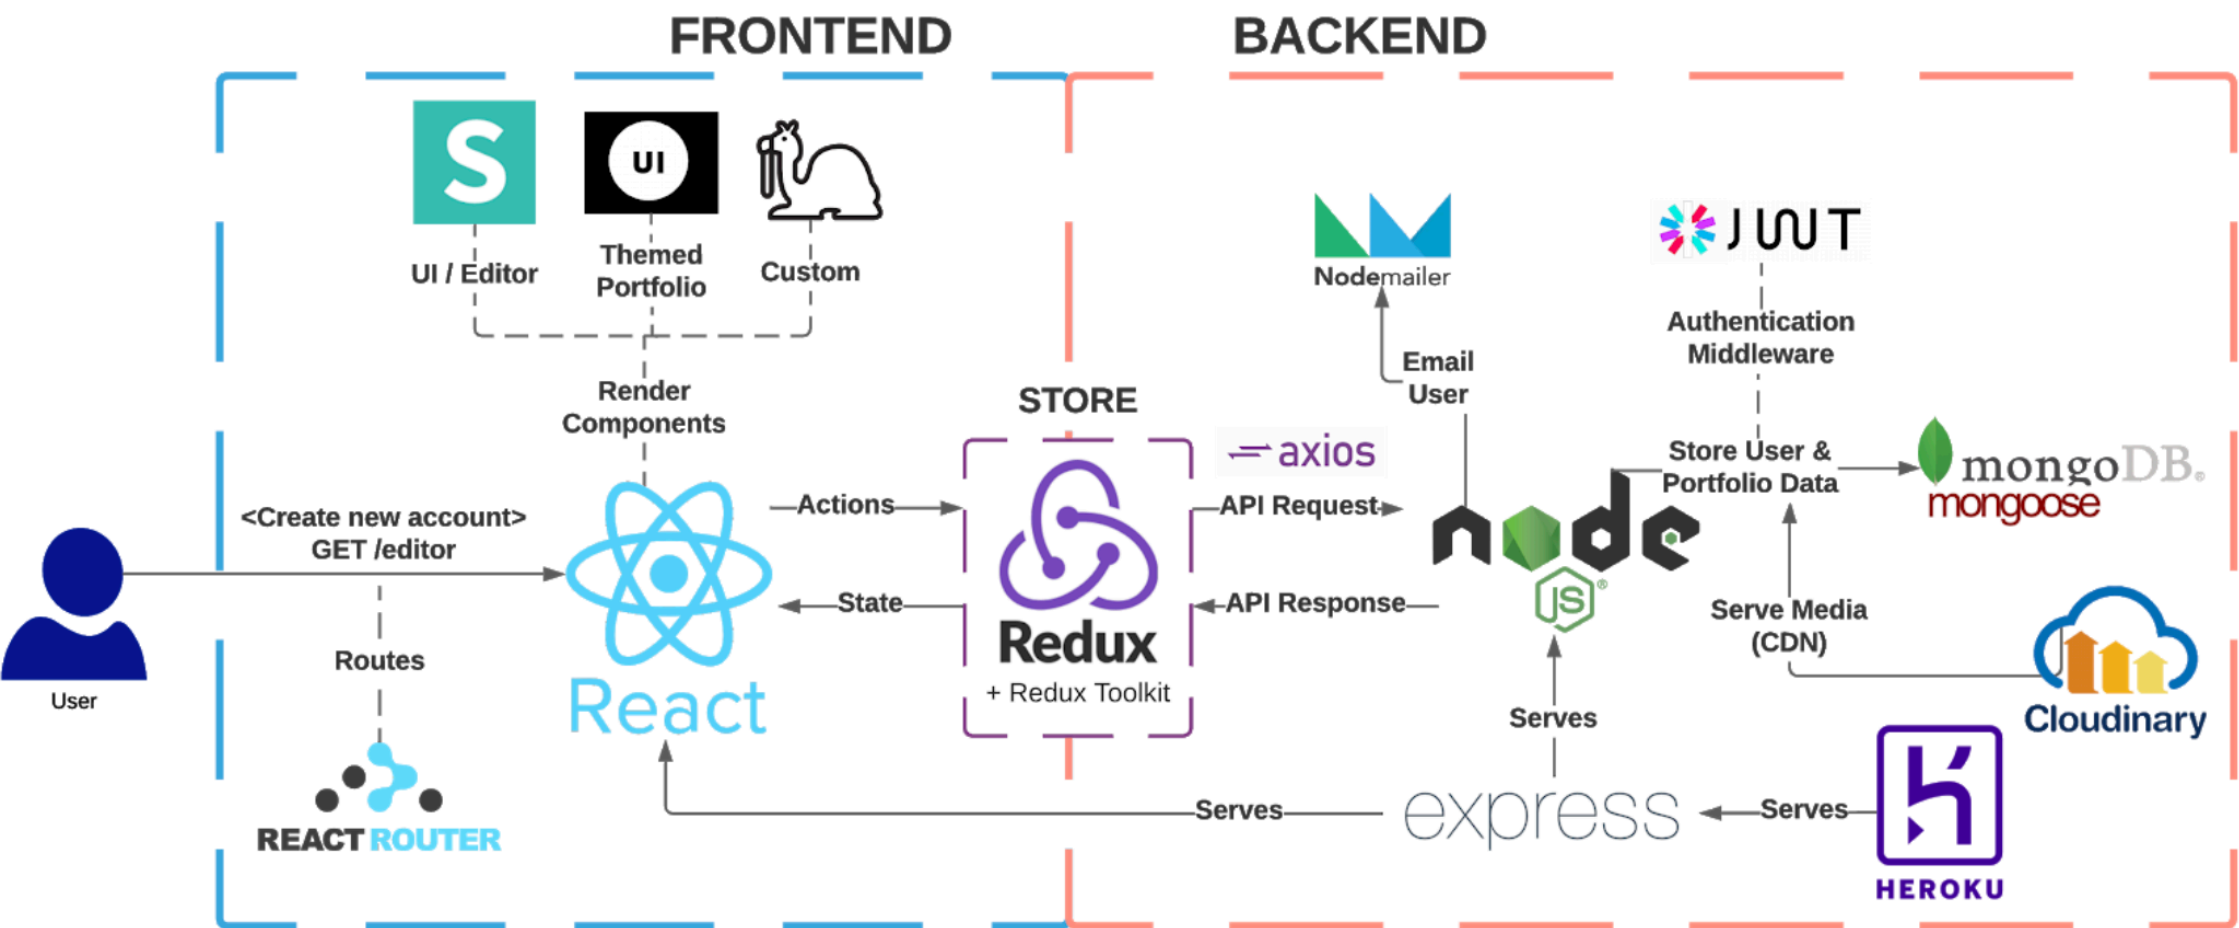 FRONTEND
BACKEND
S
UI
UI / Editor
Themed
Portfolio
Custom
Render
Components
Nodemailer
JWT
Authentication
Middleware
Email
User
STORE
axios
Store User &
Portfolio Data
mongoDB®
mongoose
<Create new account>
GET /editor
Actions
API Request
node
JS®
State
API Response
Redux
+ Redux Toolkit
Serve Media
(CDN)
Routes
User
React
Serves
Cloudinary
REACT ROUTER
Serves
express
Serves
HEROKU